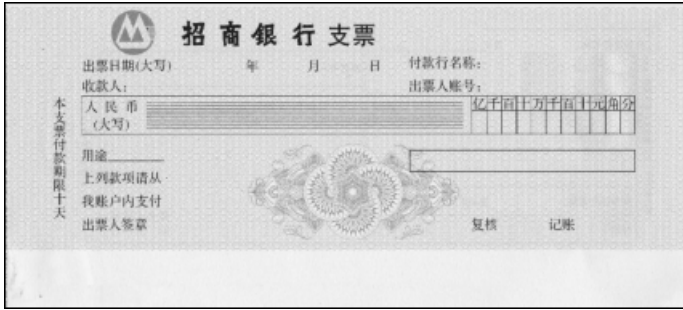 招商银行支票
出票日期(大写) 年 月 日 付款行名称:
收款人: 出票人账号:
人民币
(大写)
亿千百十万千百十元角分
用途
上列款项请从
我账户内支付
出票人签章 复核 记账
本支票付款期限十天